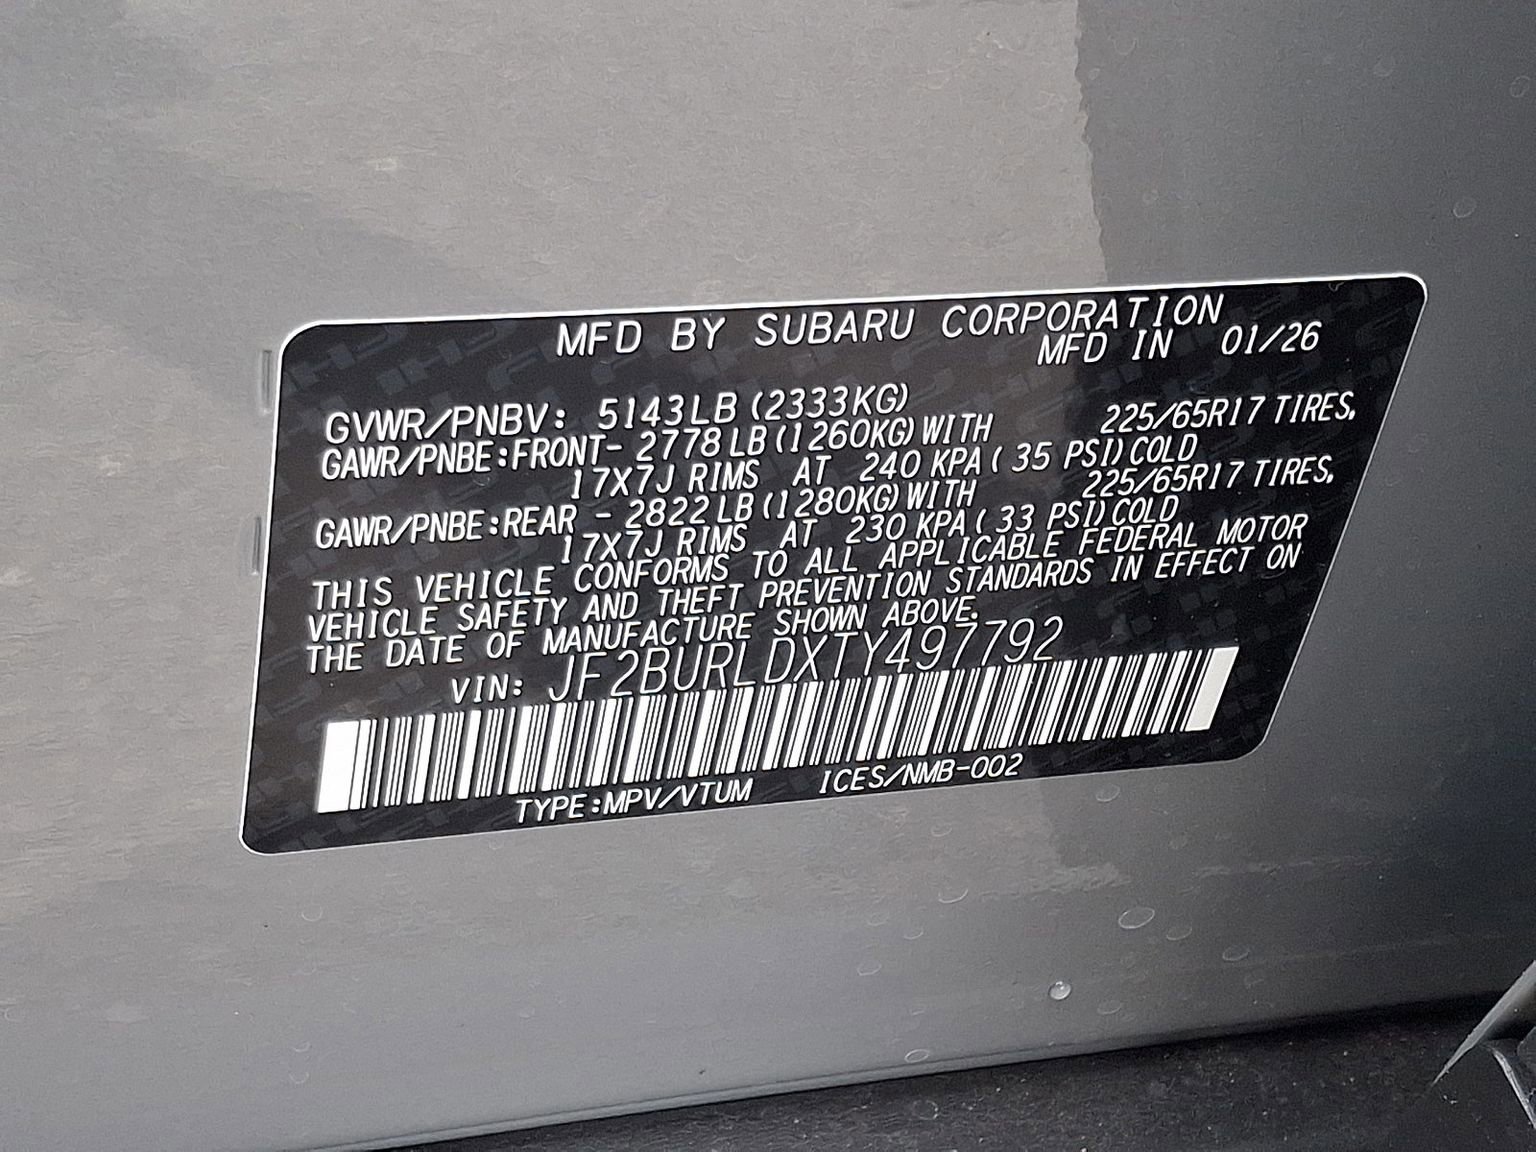 MFD BY SUBARU CORPORATION
MFD IN 01/26
GVWR/PNBV: 5143LB (2333KG)
GAWR/PNBE:FRONT- 2778LB (1260KG) WITH 225/65R17 TIRES,
17X7J RIMS AT 240 KPA ( 35 PSI) COLD
GAWR/PNBE:REAR - 2822LB (1280KG) WITH 225/65R17 TIRES,
17X7J RIMS AT 230 KPA ( 33 PSI) COLD
THIS VEHICLE CONFORMS TO ALL APPLICABLE FEDERAL MOTOR
VEHICLE SAFETY AND THEFT PREVENTION STANDARDS IN EFFECT ON
THE DATE OF MANUFACTURE SHOWN ABOVE.
VIN: JF2BURLDXTY497792
TYPE:MPV/VTUM ICES/NMB-002